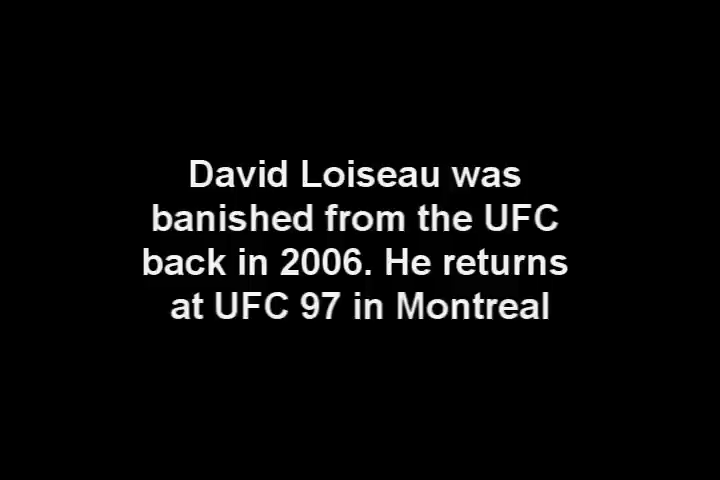 David Loiseau was
banished from the UFC
back in 2006. He returns
at UFC 97 in Montreal